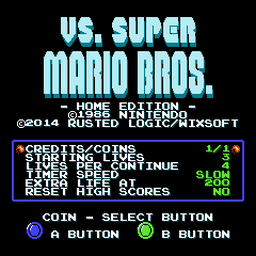 VS. SUPER
MARIO BROS.
- HOME EDITION -
©1986 NINTENDO
©2014 RUSTED LOGIC/WIXSOFT
CREDITS/COINS 1/1
STARTING LIVES 3
LIVES PER CONTINUE 4
TIMER SPEED SLOW
EXTRA LIFE AT 200
RESET HIGH SCORES NO
COIN - SELECT BUTTON
A BUTTON B BUTTON